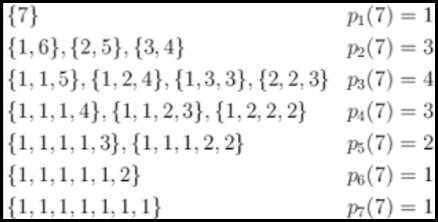 {7} p₁(7) = 1
{1, 6}, {2, 5}, {3, 4} p₂(7) = 3
{1, 1, 5}, {1, 2, 4}, {1, 3, 3}, {2, 2, 3} p₃(7) = 4
{1, 1, 1, 4}, {1, 1, 2, 3}, {1, 2, 2, 2} p₄(7) = 3
{1, 1, 1, 1, 3}, {1, 1, 1, 2, 2} p₅(7) = 2
{1, 1, 1, 1, 1, 2} p₆(7) = 1
{1, 1, 1, 1, 1, 1, 1} p₇(7) = 1